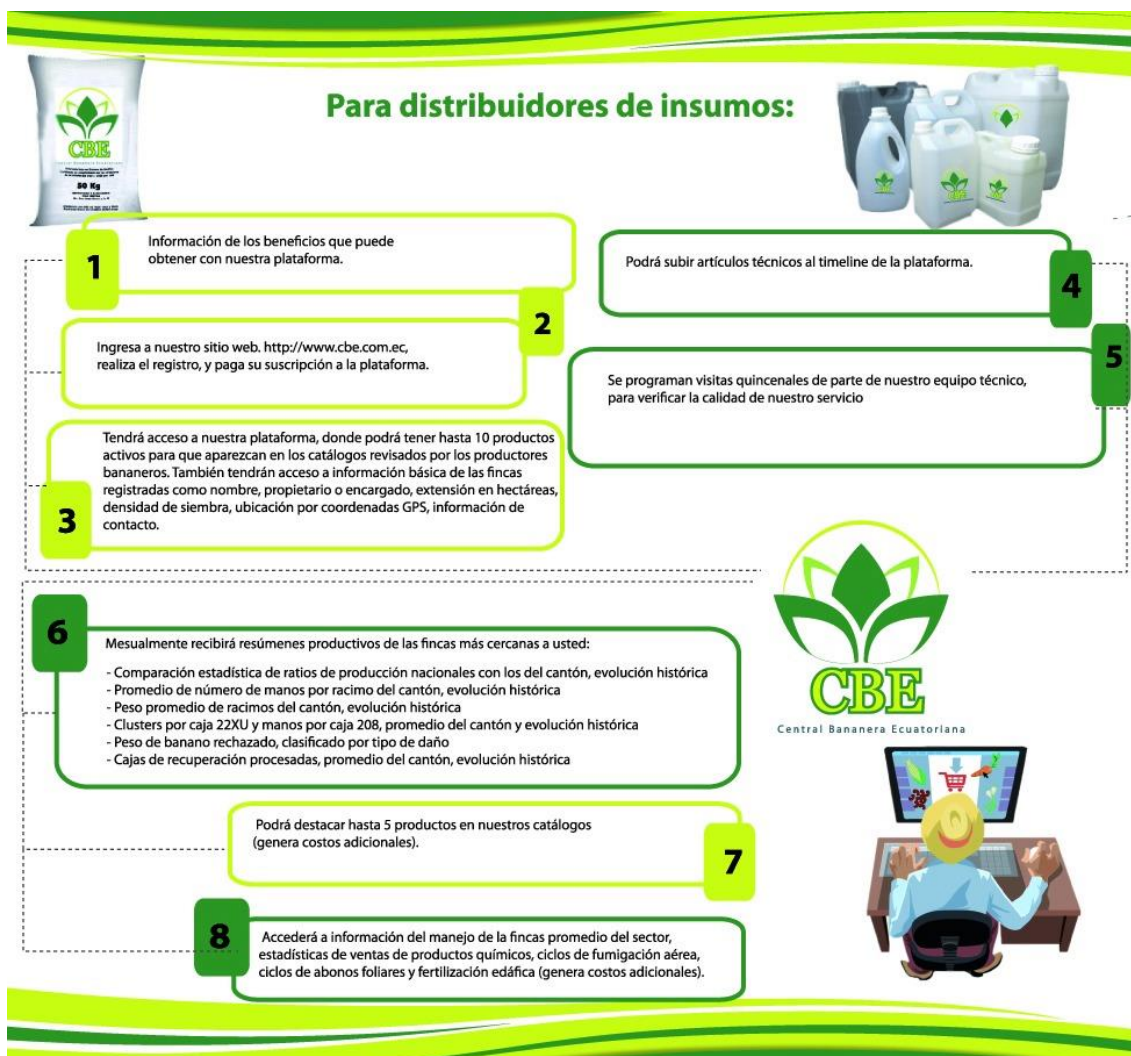 Para distribuidores de insumos:
CBE
Central Bananera Ecuatoriana
50 Kg
1
Información de los beneficios que puede
obtener con nuestra plataforma.
2
Ingresa a nuestro sitio web. http://www.cbe.com.ec,
realiza el registro, y paga su suscripción a la plataforma.
3
Tendrá acceso a nuestra plataforma, donde podrá tener hasta 10 productos
activos para que aparezcan en los catálogos revisados por los productores
bananeros. También tendrán acceso a información básica de las fincas
registradas como nombre, propietario o encargado, extensión en hectáreas,
densidad de siembra, ubicación por coordenadas GPS, información de
contacto.
4
Podrá subir artículos técnicos al timeline de la plataforma.
5
Se programan visitas quincenales de parte de nuestro equipo técnico,
para verificar la calidad de nuestro servicio
6
Mesualmente recibirá resúmenes productivos de las fincas más cercanas a usted:
- Comparación estadística de ratios de producción nacionales con los del cantón, evolución histórica
- Promedio de número de manos por racimo del cantón, evolución histórica
- Peso promedio de racimos del cantón, evolución histórica
- Clusters por caja 22XU y manos por caja 208, promedio del cantón y evolución histórica
- Peso de banano rechazado, clasificado por tipo de daño
- Cajas de recuperación procesadas, promedio del cantón, evolución histórica
CBE
Central Bananera Ecuatoriana
7
Podrá destacar hasta 5 productos en nuestros catálogos
(genera costos adicionales).
8
Accederá a información del manejo de la fincas promedio del sector,
estadísticas de ventas de productos químicos, ciclos de fumigación aérea,
ciclos de abonos foliares y fertilización edáfica (genera costos adicionales).